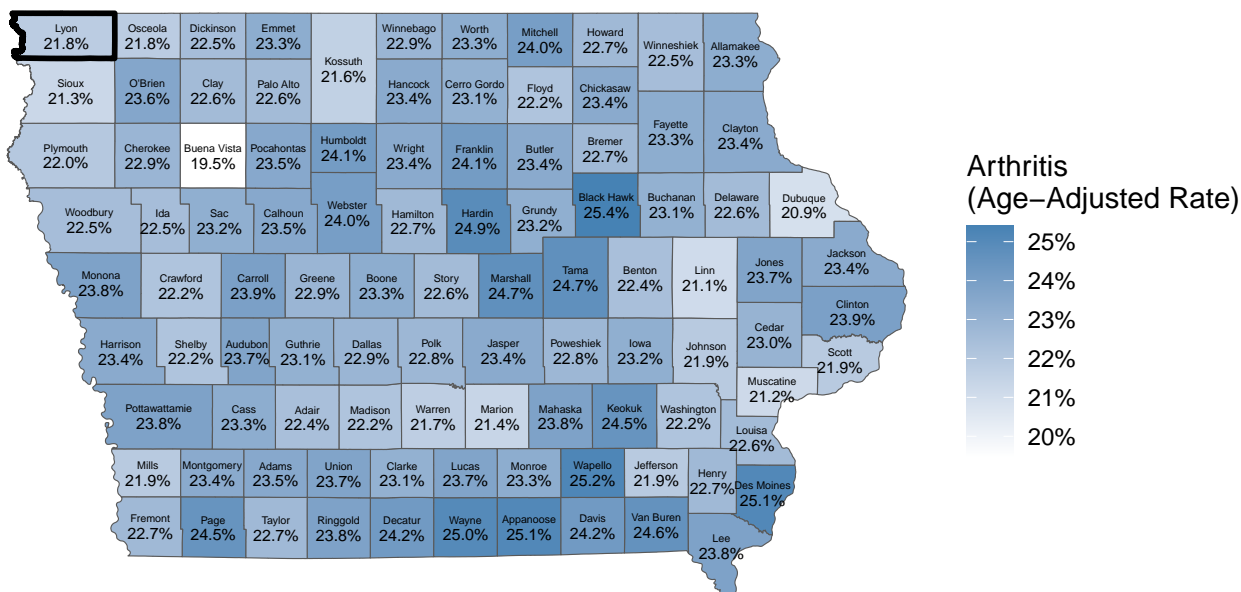 Lyon
21.8%
Osceola
21.8%
Dickinson
22.5%
Emmet
23.3%
Kossuth
21.6%
Winnebago
22.9%
Worth
23.3%
Mitchell
24.0%
Howard
22.7%
Winneshiek
22.5%
Allamakee
23.3%
Sioux
21.3%
O'Brien
23.6%
Clay
22.6%
Palo Alto
22.6%
Hancock
23.4%
Cerro Gordo
23.1%
Floyd
22.2%
Chickasaw
23.4%
Fayette
23.3%
Clayton
23.4%
Plymouth
22.0%
Cherokee
22.9%
Buena Vista
19.5%
Pocahontas
23.5%
Humboldt
24.1%
Wright
23.4%
Franklin
24.1%
Butler
23.4%
Bremer
22.7%
Woodbury
22.5%
Ida
22.5%
Sac
23.2%
Calhoun
23.5%
Webster
24.0%
Hamilton
22.7%
Hardin
24.9%
Grundy
23.2%
Black Hawk
25.4%
Buchanan
23.1%
Delaware
22.6%
Dubuque
20.9%
Monona
23.8%
Crawford
22.2%
Carroll
23.9%
Greene
22.9%
Boone
23.3%
Story
22.6%
Marshall
24.7%
Tama
24.7%
Benton
22.4%
Linn
21.1%
Jones
23.7%
Jackson
23.4%
Clinton
23.9%
Harrison
23.4%
Shelby
22.2%
Audubon
23.7%
Guthrie
23.1%
Dallas
22.9%
Polk
22.8%
Jasper
23.4%
Poweshiek
22.8%
Iowa
23.2%
Johnson
21.9%
Cedar
23.0%
Scott
21.9%
Muscatine
21.2%
Pottawattamie
23.8%
Cass
23.3%
Adair
22.4%
Madison
22.2%
Warren
21.7%
Marion
21.4%
Mahaska
23.8%
Keokuk
24.5%
Washington
22.2%
Louisa
22.6%
Mills
21.9%
Montgomery
23.4%
Adams
23.5%
Union
23.7%
Clarke
23.1%
Lucas
23.7%
Monroe
23.3%
Wapello
25.2%
Jefferson
21.9%
Henry
22.7%
Des Moines
25.1%
Fremont
22.7%
Page
24.5%
Taylor
22.7%
Ringgold
23.8%
Decatur
24.2%
Wayne
25.0%
Appanoose
25.1%
Davis
24.2%
Van Buren
24.6%
Lee
23.8%
Arthritis
(Age−Adjusted Rate)
25%
24%
23%
22%
21%
20%